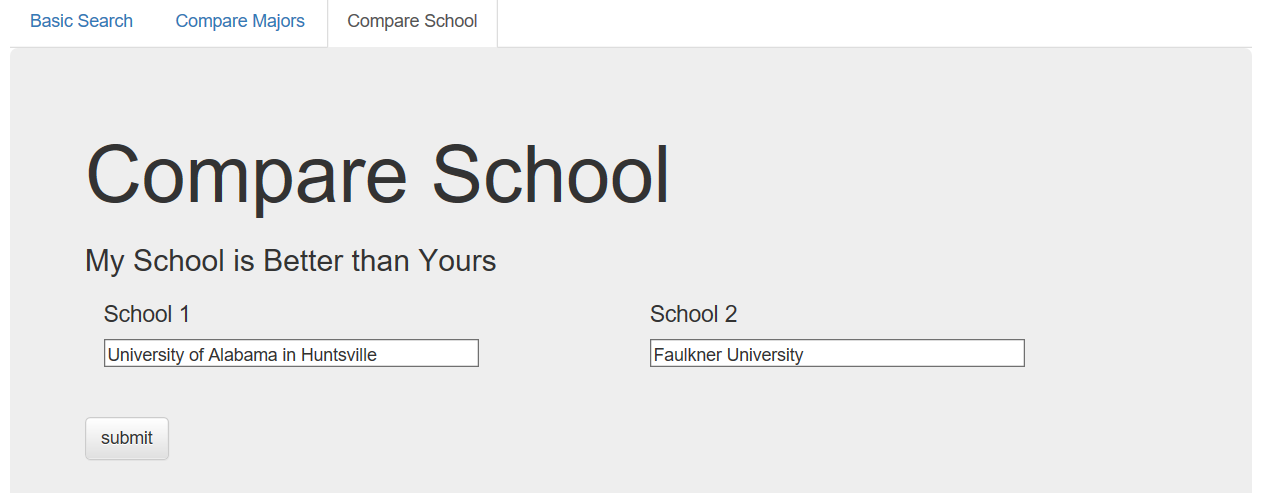 Basic Search Compare Majors Compare School
Compare School
My School is Better than Yours
School 1 School 2
University of Alabama in Huntsville Faulkner University
submit